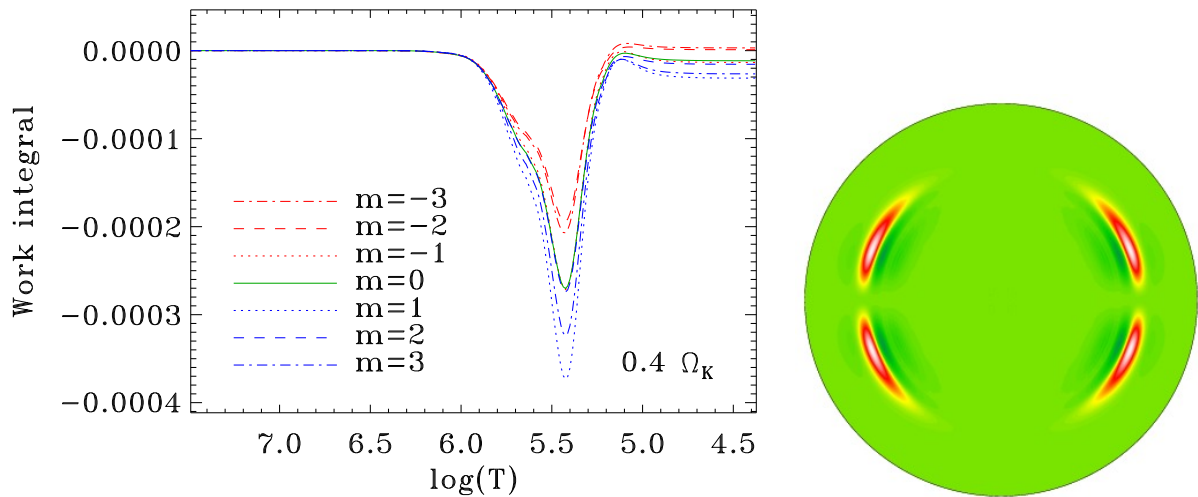 Work integral
0.0000
−0.0001
−0.0002
−0.0003
−0.0004
m=−3
m=−2
m=−1
m=0
m=1
m=2
m=3
0.4 Ω_K
7.0 6.5 6.0 5.5 5.0 4.5
log(T)